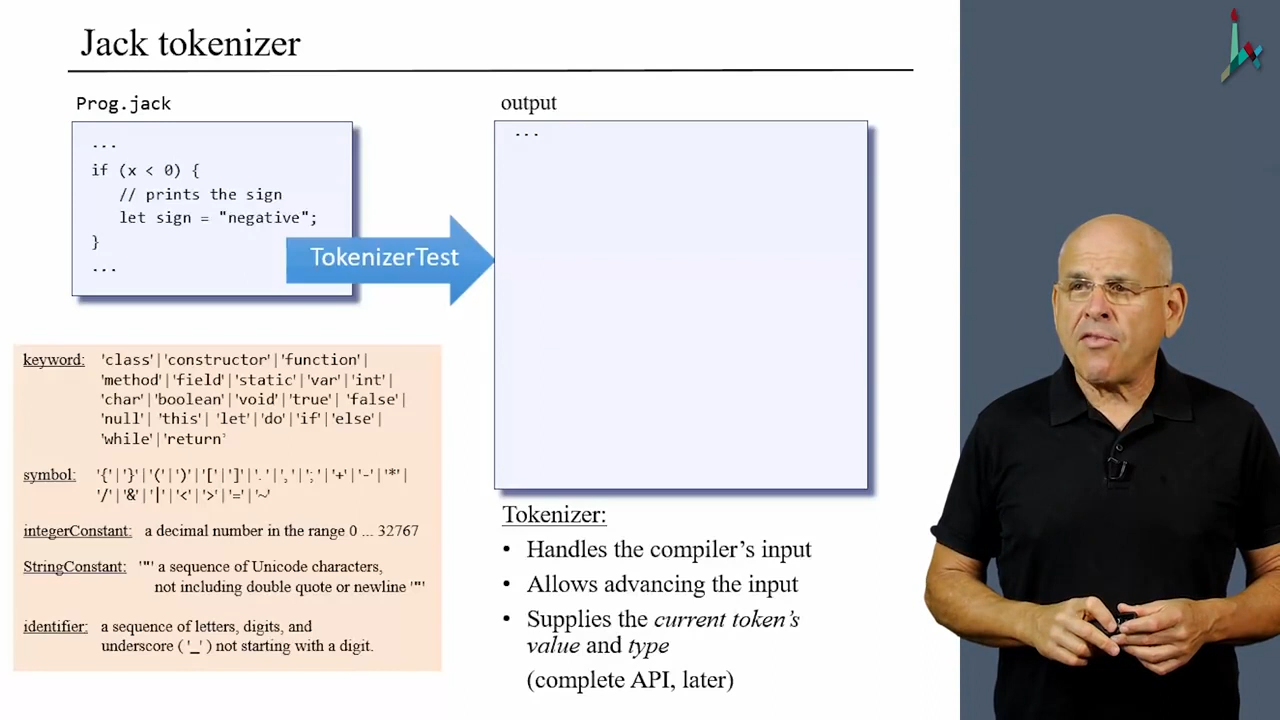 Jack tokenizer
Prog.jack
...
if (x < 0) {
// prints the sign
let sign = "negative";
}
...
TokenizerTest
output
...
keyword: 'class'|'constructor'|'function'|
'method'|'field'|'static'|'var'|'int'|
'char'|'boolean'|'void'|'true'| 'false'|
'null'| 'this'| 'let'|'do'|'if'|'else'|
'while'|'return’
symbol: '{'|'}'|'('|')'|'['|']'|'. '|', '|'; '|'+'|'-'|'*'|
'/'|'&'|'|'|'<'|'>'|'='|'~'
integerConstant: a decimal number in the range 0 ... 32767
StringConstant: '"' a sequence of Unicode characters,
not including double quote or newline '"'
identifier: a sequence of letters, digits, and
underscore ( '_' ) not starting with a digit.
Tokenizer:
• Handles the compiler’s input
• Allows advancing the input
• Supplies the current token’s
value and type
(complete API, later)